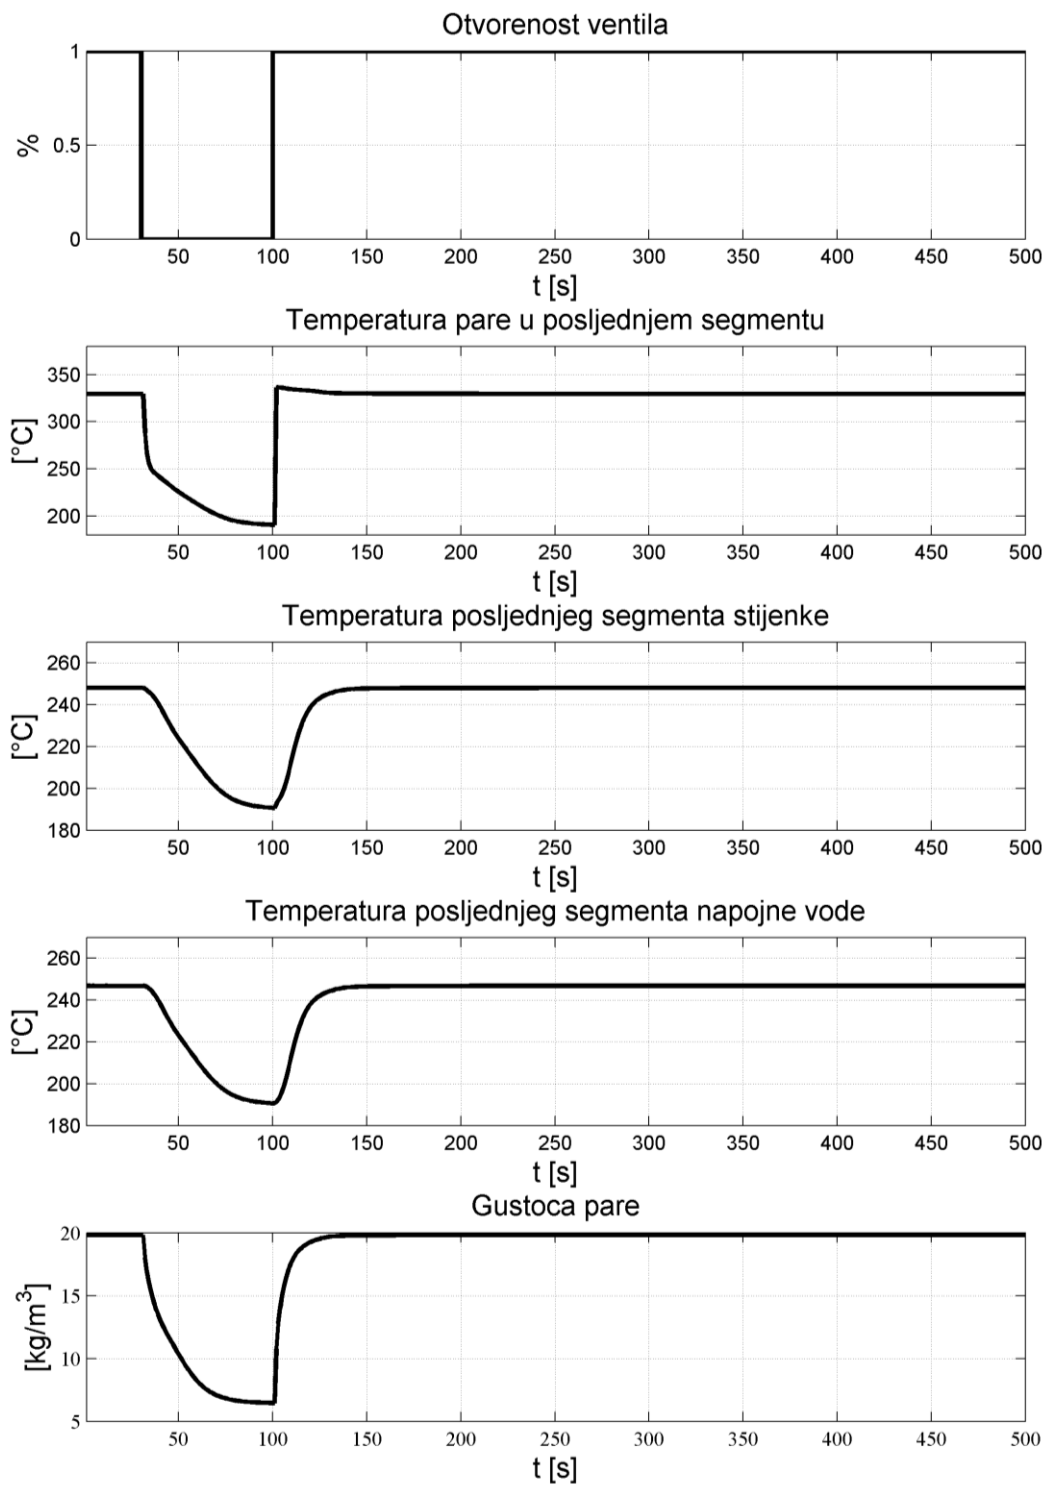 Otvorenost ventila
1
0.5
0
%
50 100 150 200 250 300 350 400 450 500
t [s]
Temperatura pare u posljednjem segmentu
350
300
250
200
[°C]
50 100 150 200 250 300 350 400 450 500
t [s]
Temperatura posljednjeg segmenta stijenke
260
240
220
200
180
[°C]
50 100 150 200 250 300 350 400 450 500
t [s]
Temperatura posljednjeg segmenta napojne vode
260
240
220
200
180
[°C]
50 100 150 200 250 300 350 400 450 500
t [s]
Gustoca pare
20
15
10
5
[kg/m³]
50 100 150 200 250 300 350 400 450 500
t [s]